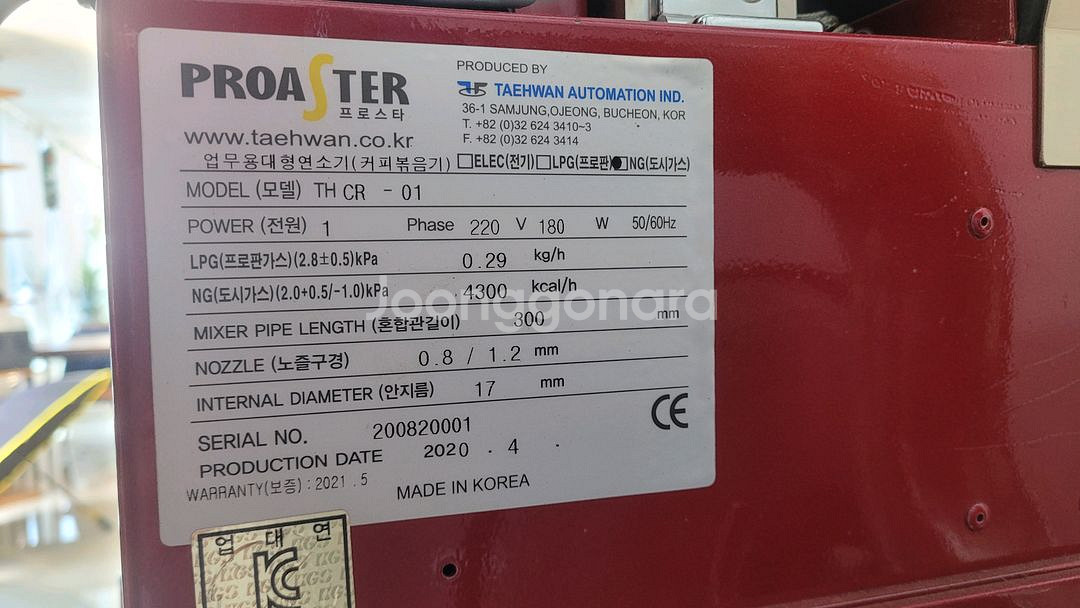 PROASTER
프로스타
www.taehwan.co.kr
PRODUCED BY
TAEHWAN AUTOMATION IND.
36-1 SAMJUNG,OJEONG, BUCHEON, KOR
T. +82 (0)32 624 3410~3
F. +82 (0)32 624 3414
업무용대형연소기(커피볶음기) □ELEC(전기)□LPG(프로판)■NG(도시가스)
MODEL (모델) TH CR - 01
POWER (전원) 1 Phase 220 V 180 W 50/60Hz
LPG(프로판가스)(2.8±0.5)kPa 0.29 kg/h
NG(도시가스)(2.0+0.5/-1.0)kPa 4300 kcal/h
Joonggonara
MIXER PIPE LENGTH (혼합관길이) 300 mm
NOZZLE (노즐구경) 0.8 / 1.2 mm
INTERNAL DIAMETER (안지름) 17 mm
CE
SERIAL NO. 200820001
PRODUCTION DATE 2020 . 4 .
WARRANTY(보증) : 2021 . 5
MADE IN KOREA
업 대 연
KC